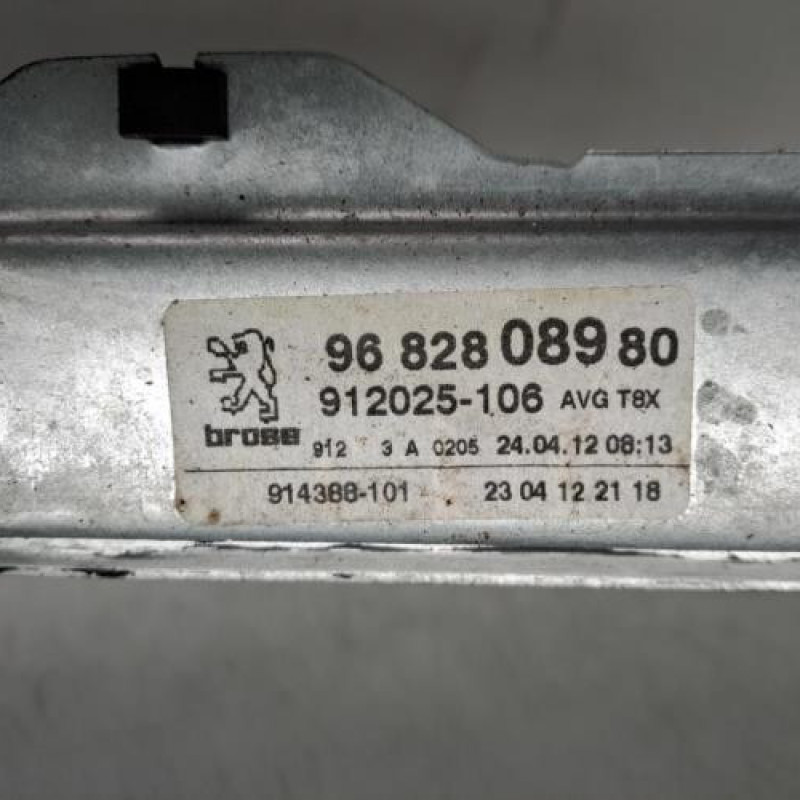 96 828 089 80
912025-106 AVG T8X
brose
912 3 A 0205 24.04.12 08:13
914388-101 23 04 12 21 18